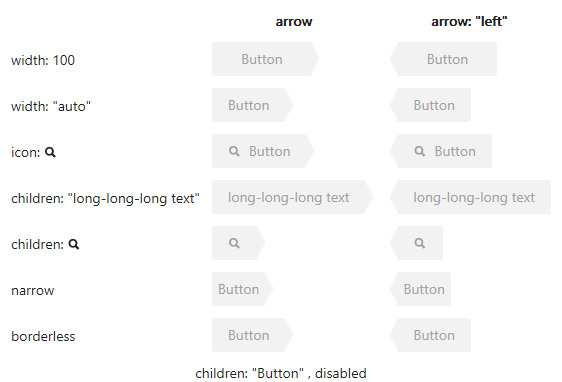 arrow arrow: "left"
width: 100 Button Button
width: "auto" Button Button
icon: Button Button
children: "long-long-long text" long-long-long text long-long-long text
children:
narrow Button Button
borderless Button Button
children: "Button" , disabled